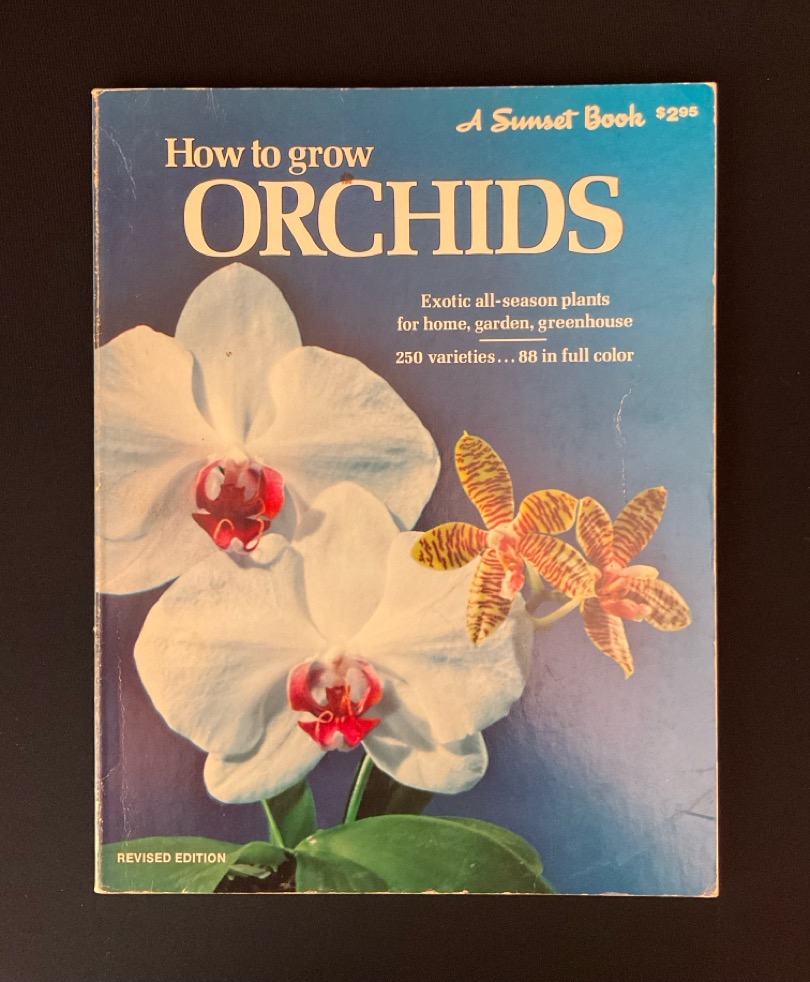 A Sunset Book $2.95
How to grow
ORCHIDS
Exotic all-season plants
for home, garden, greenhouse
250 varieties...88 in full color
REVISED EDITION